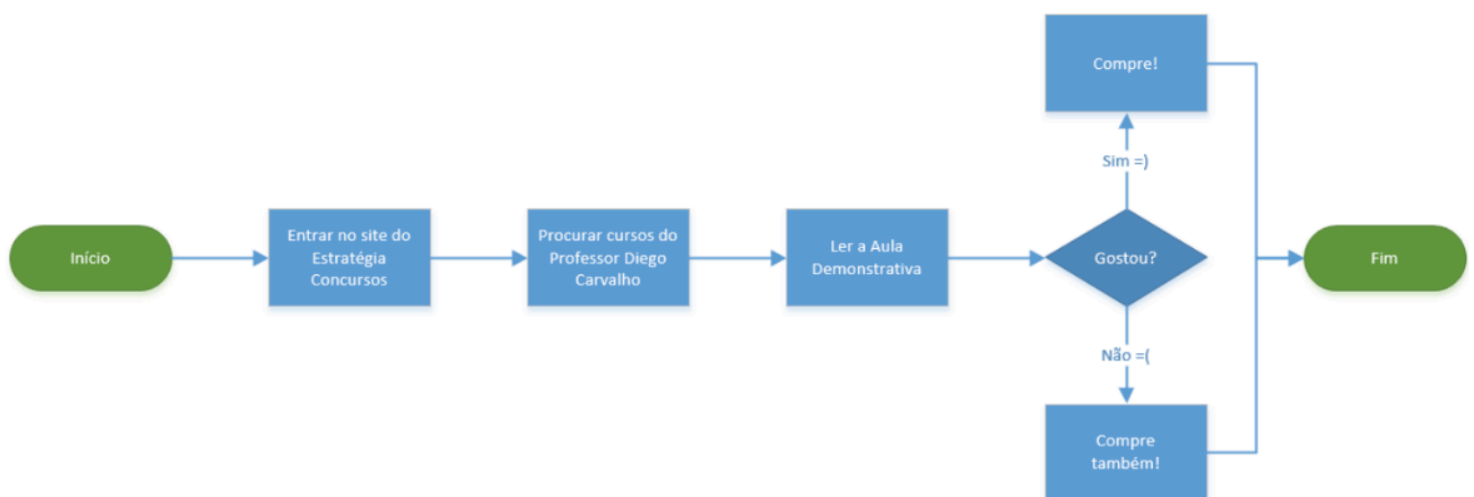 Início
Entrar no site do
Estratégia
Concursos
Procurar cursos do
Professor Diego
Carvalho
Ler a Aula
Demonstrativa
Gostou?
Sim =)
Compre!
Não =(
Compre
também!
Fim